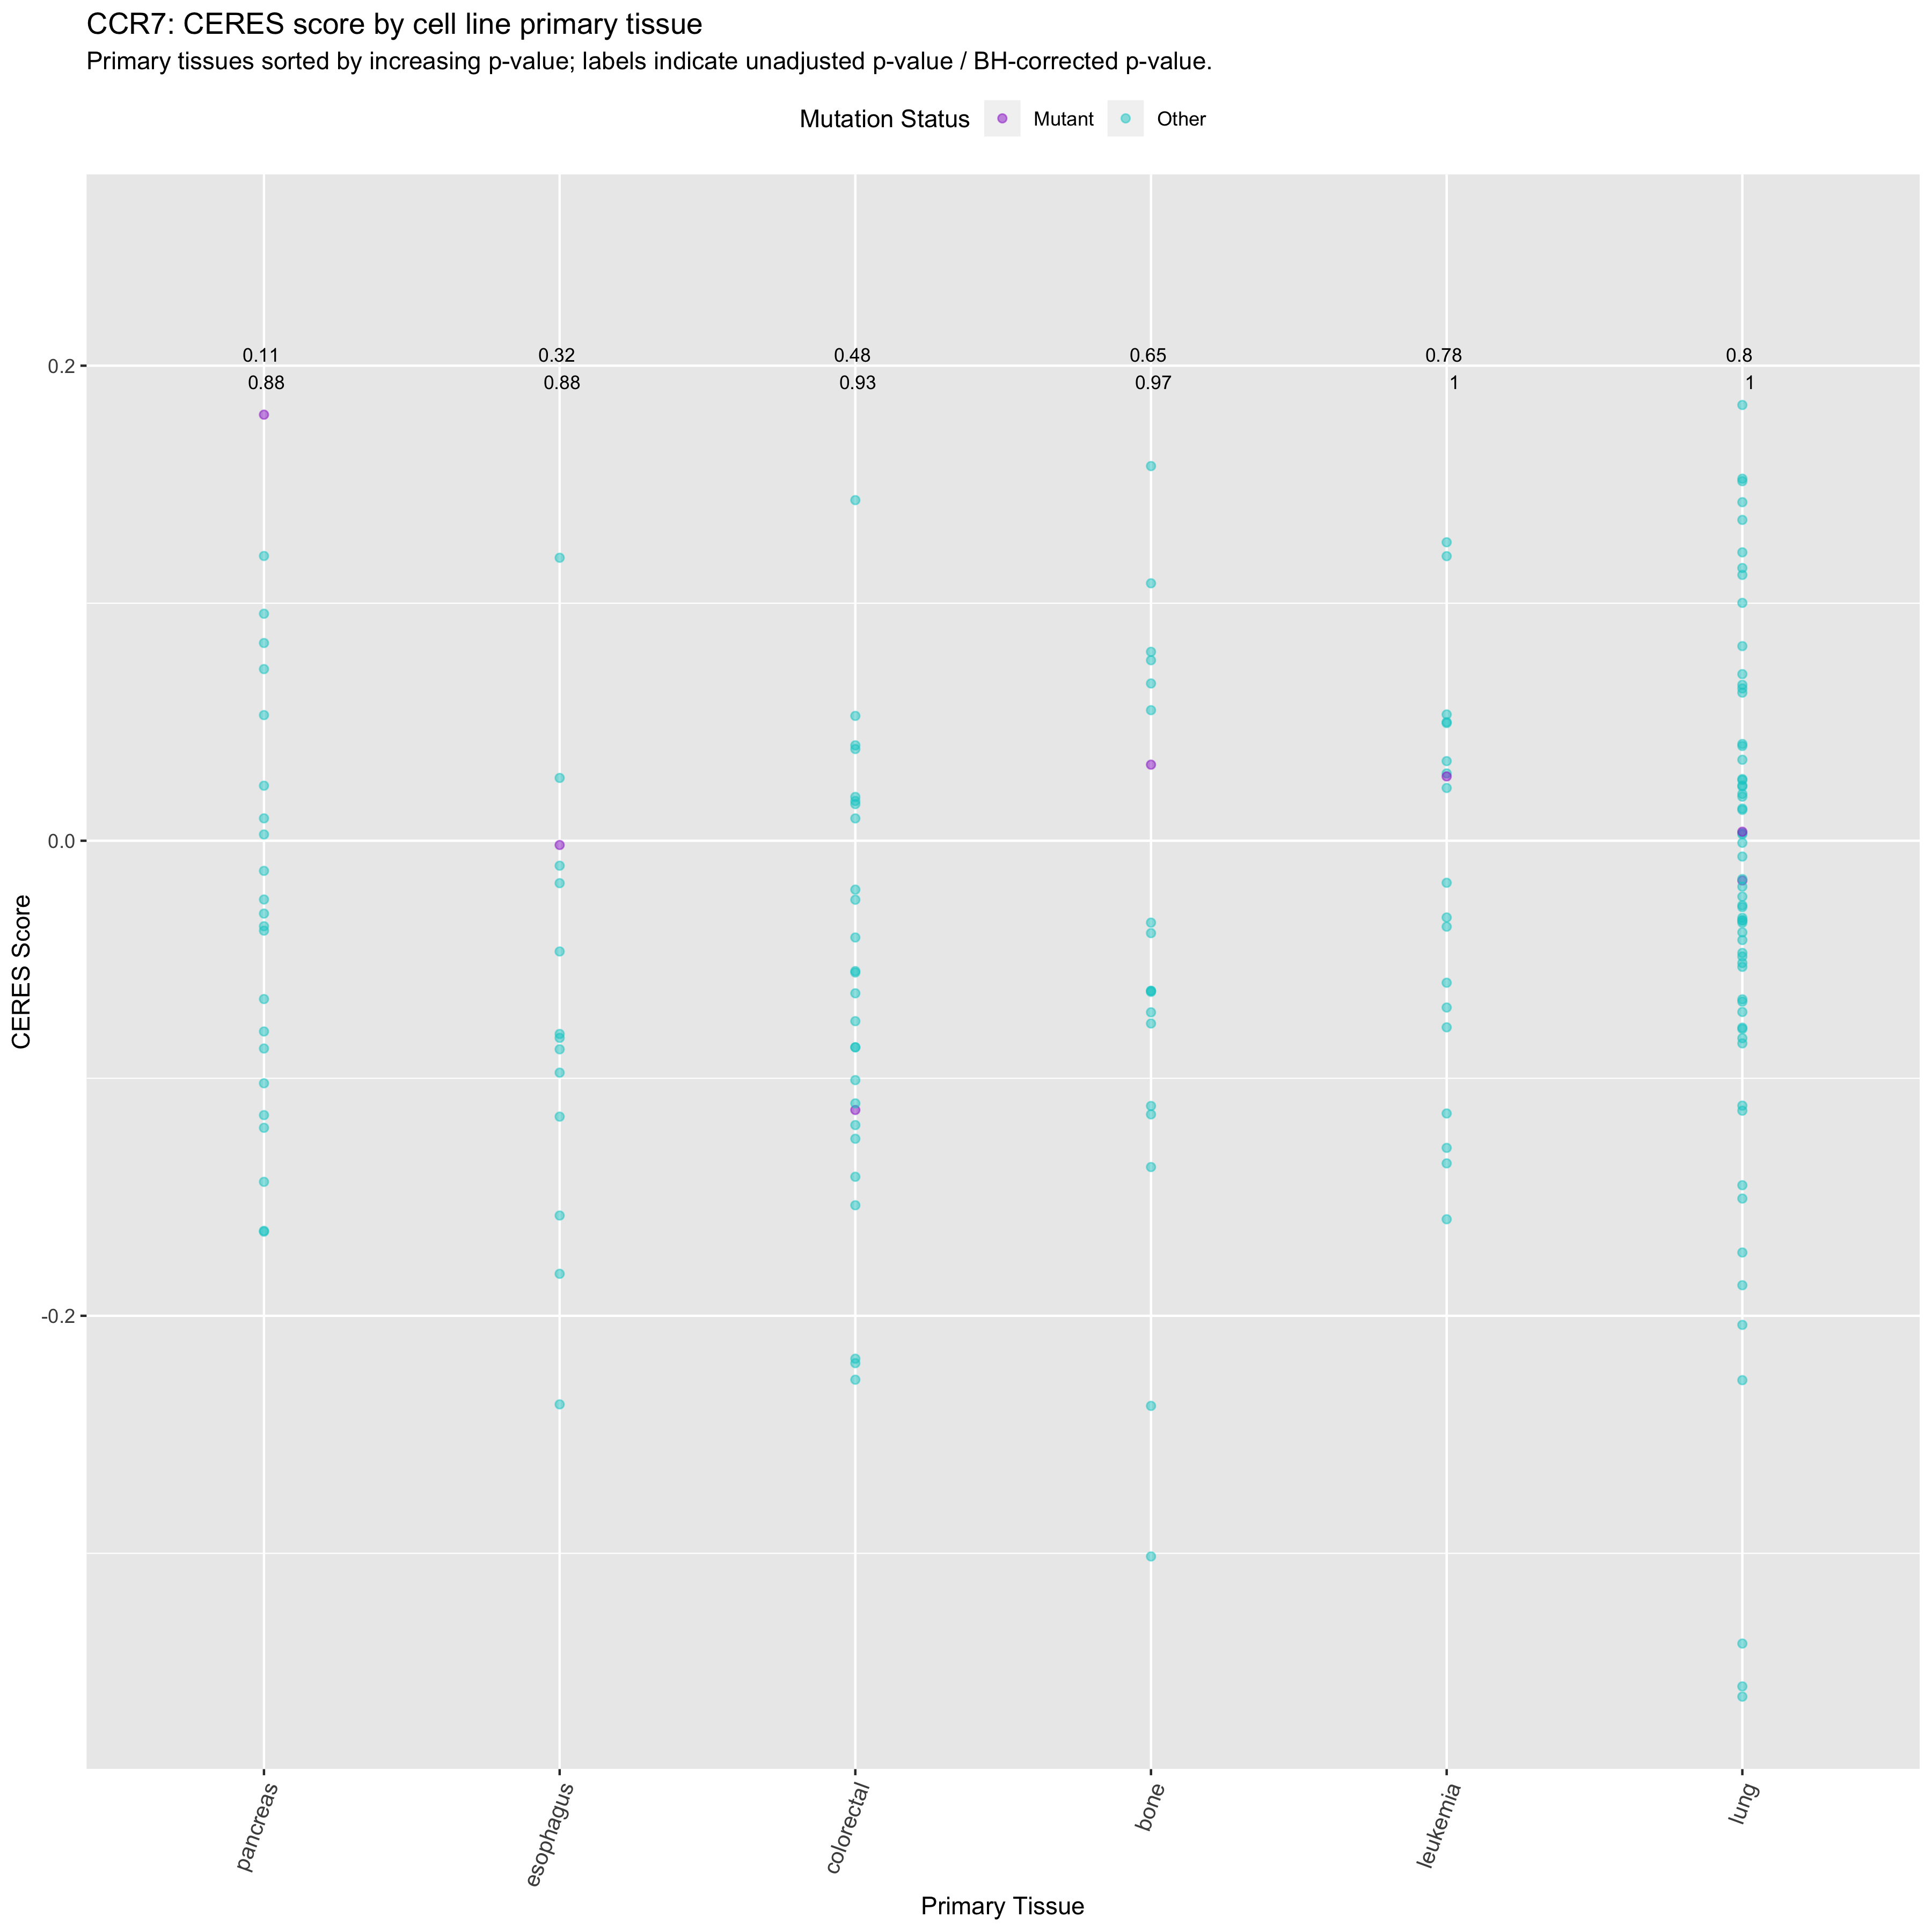 CCR7: CERES score by cell line primary tissue
Primary tissues sorted by increasing p-value; labels indicate unadjusted p-value / BH-corrected p-value.
Mutation Status Mutant Other
0.11 0.32 0.48 0.65 0.78 0.8
0.88 0.88 0.93 0.97 1 1
0.2
0.0
-0.2
CERES Score
pancreas esophagus colorectal bone leukemia lung
Primary Tissue